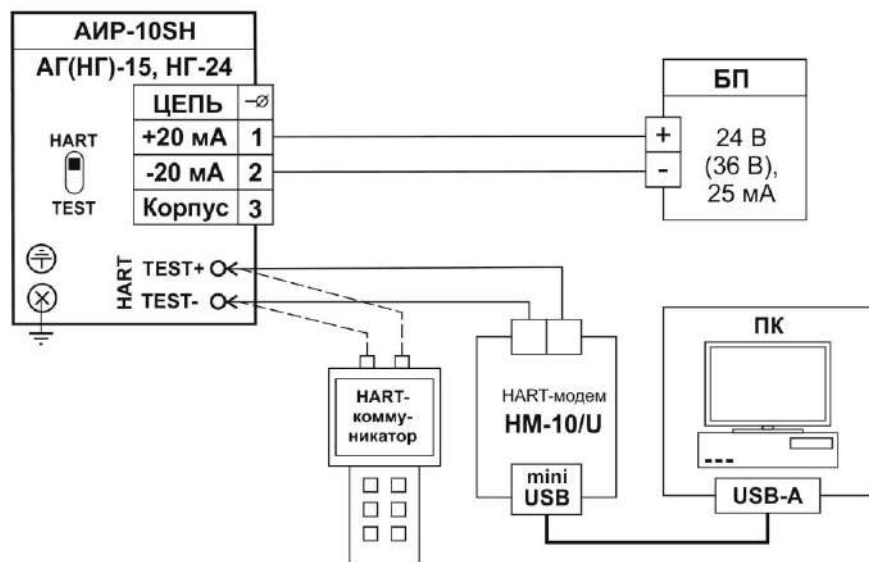 АИР-10SH
АГ(НГ)-15, НГ-24
ЦЕПЬ
+20 мА 1
-20 мА 2
Корпус 3
HART
TEST
HART
TEST+
TEST-
БП
+
-
24 В
(36 В),
25 мА
HART-
комму-
никатор
HART-модем
НМ-10/U
mini
USB
ПК
USB-A